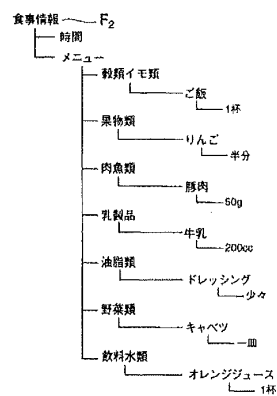 食事情報 F2
時間
メニュー
穀類イモ類
ご飯
1杯
果物類
りんご
半分
肉魚類
豚肉
50g
乳製品
牛乳
200cc
油脂類
ドレッシング
少々
野菜類
キャベツ
一皿
飲料水類
オレンジジュース
1杯